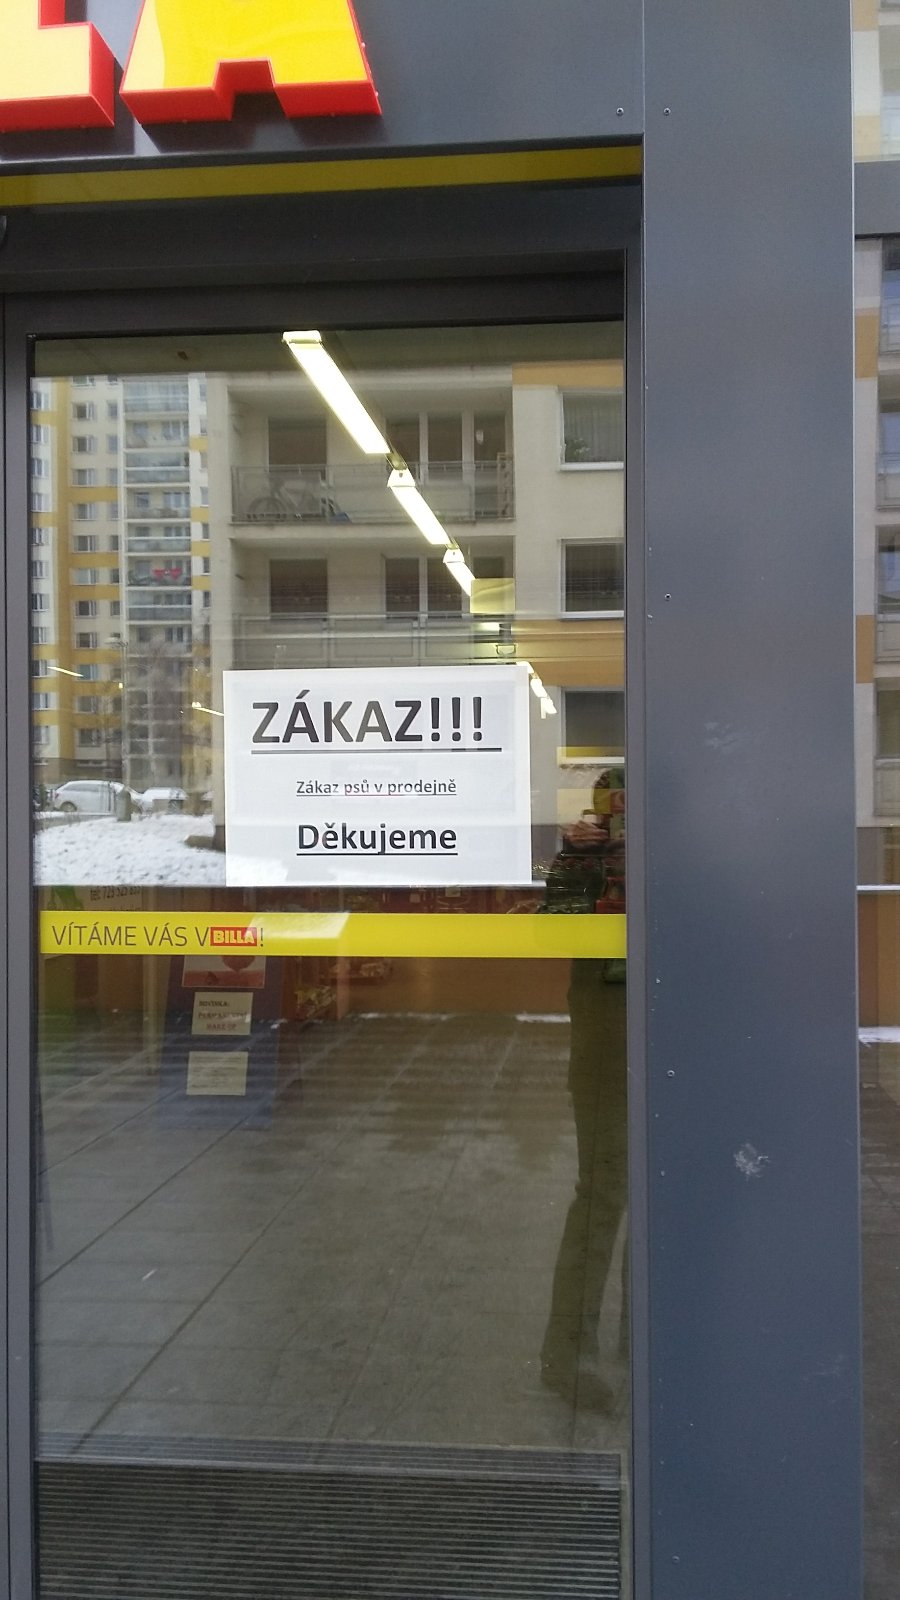 LA
ZÁKAZ!!!
Zákaz psů v prodejně
Děkujeme
VÍTÁME VÁS V BILLA!